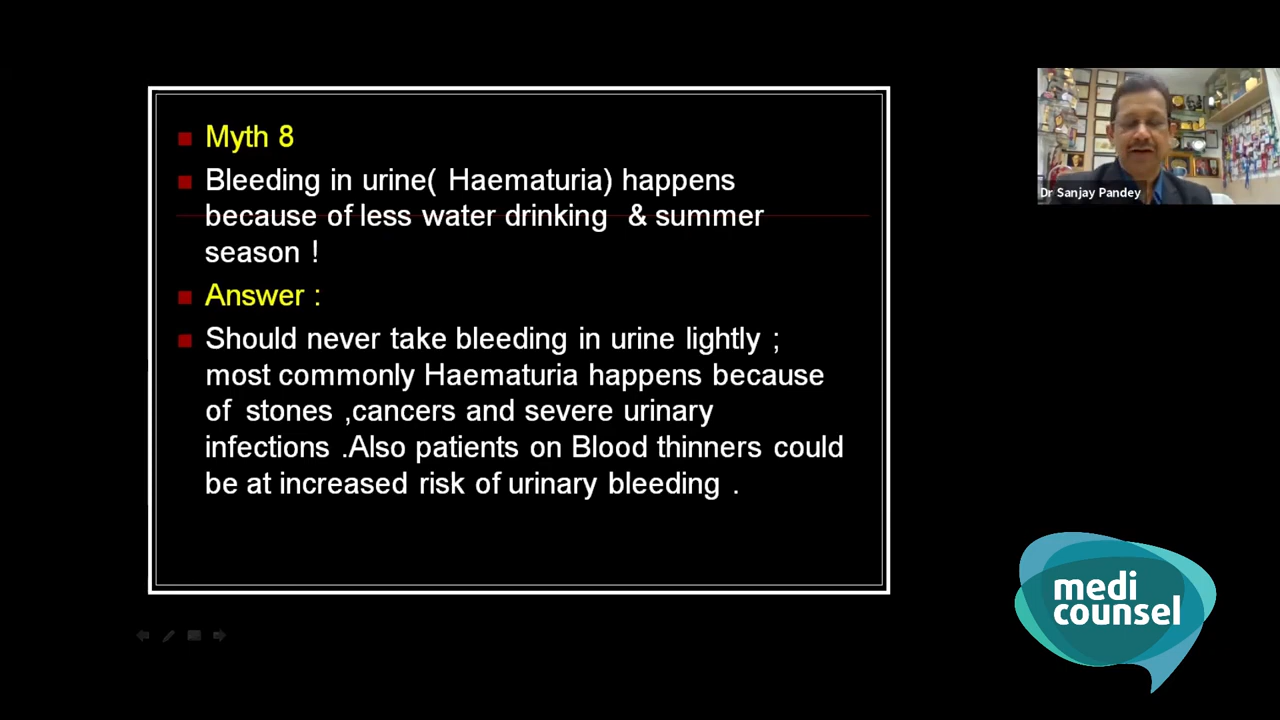 Myth 8
Bleeding in urine( Haematuria) happens
because of less water drinking & summer
season !
Answer :
Should never take bleeding in urine lightly ;
most commonly Haematuria happens because
of stones ,cancers and severe urinary
infections .Also patients on Blood thinners could
be at increased risk of urinary bleeding .
Dr Sanjay Pandey
medi
counsel